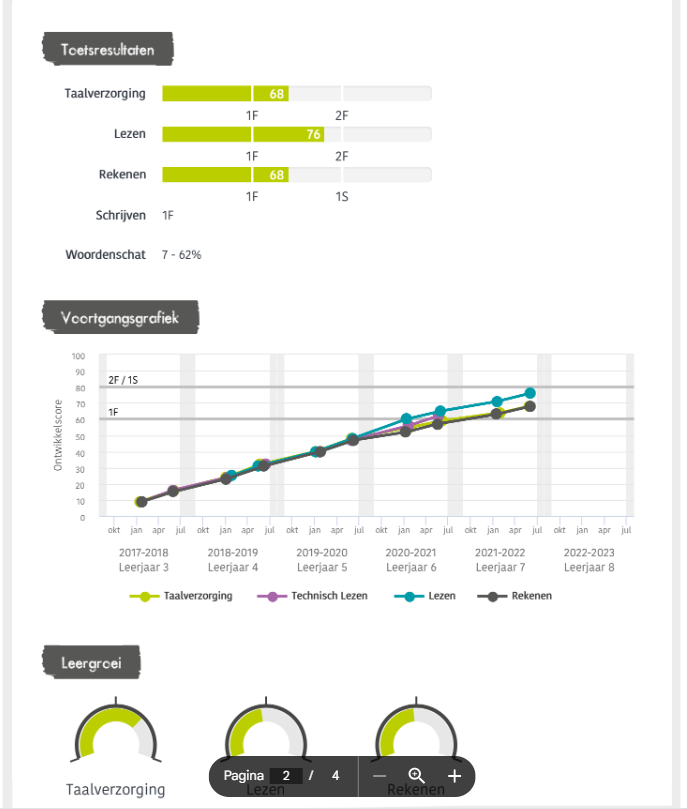 Toetsresultaten
Taalverzorging 68
1F 2F
Lezen 76
1F 2F
Rekenen 68
1F 1S
Schrijven 1F
Woordenschat 7 - 62%
Voortgangsgrafiek
100
90
80
70
60
50
40
30
20
10
0
Ontwikkelscore
2F / 1S
1F
okt jan apr jul okt jan apr jul okt jan apr jul okt jan apr jul okt jan apr jul okt jan apr jul
2017-2018 2018-2019 2019-2020 2020-2021 2021-2022 2022-2023
Leerjaar 3 Leerjaar 4 Leerjaar 5 Leerjaar 6 Leerjaar 7 Leerjaar 8
Taalverzorging Technisch Lezen Lezen Rekenen
Leergroei
Pagina 2 / 4
Taalverzorging Lezen Rekenen